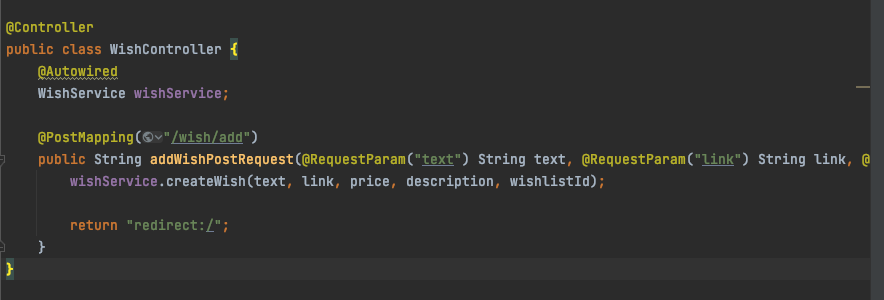 @Controller
public class WishController {
@Autowired
WishService wishService;
@PostMapping("/wish/add")
public String addWishPostRequest(@RequestParam("text") String text, @RequestParam("link") String link, @
wishService.createWish(text, link, price, description, wishlistId);
return "redirect:/";
}
}